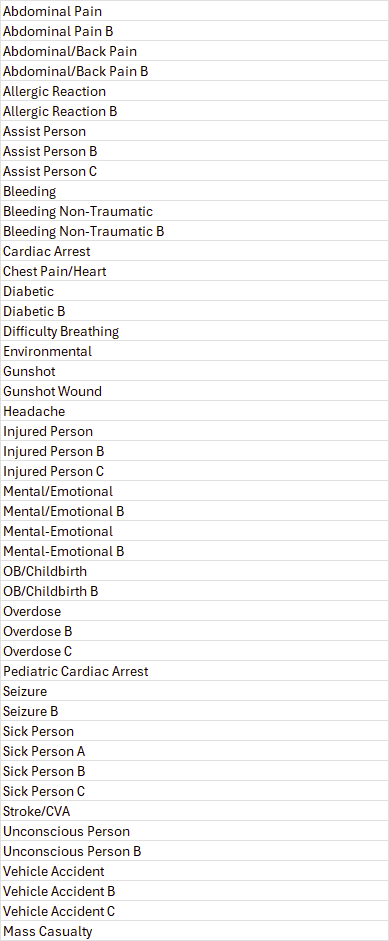 Abdominal Pain
Abdominal Pain B
Abdominal/Back Pain
Abdominal/Back Pain B
Allergic Reaction
Allergic Reaction B
Assist Person
Assist Person B
Assist Person C
Bleeding
Bleeding Non-Traumatic
Bleeding Non-Traumatic B
Cardiac Arrest
Chest Pain/Heart
Diabetic
Diabetic B
Difficulty Breathing
Environmental
Gunshot
Gunshot Wound
Headache
Injured Person
Injured Person B
Injured Person C
Mental/Emotional
Mental/Emotional B
Mental-Emotional
Mental-Emotional B
OB/Childbirth
OB/Childbirth B
Overdose
Overdose B
Overdose C
Pediatric Cardiac Arrest
Seizure
Seizure B
Sick Person
Sick Person A
Sick Person B
Sick Person C
Stroke/CVA
Unconscious Person
Unconscious Person B
Vehicle Accident
Vehicle Accident B
Vehicle Accident C
Mass Casualty